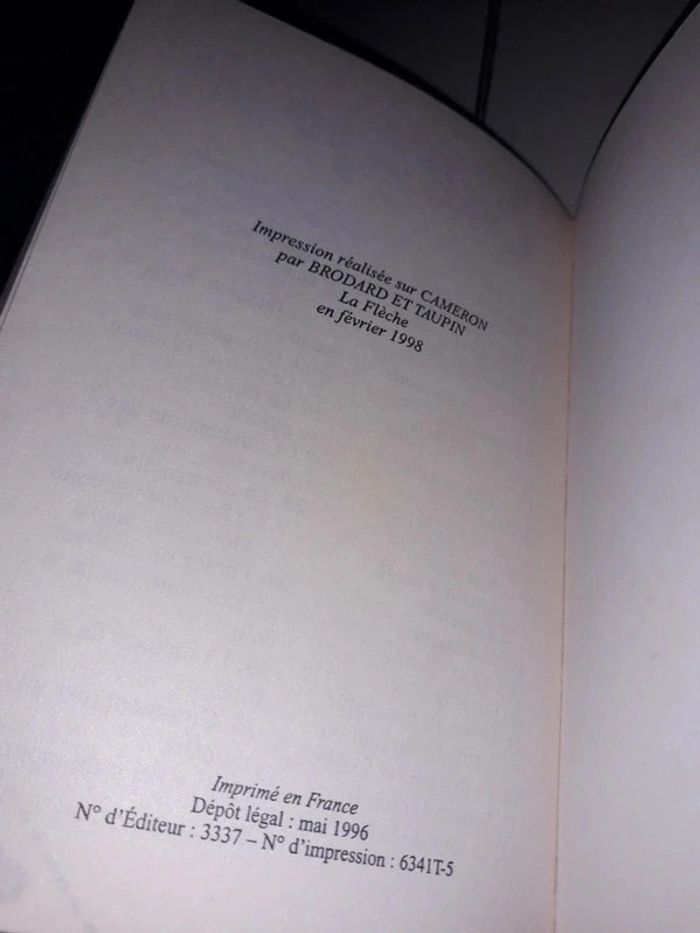 Impression réalisée sur CAMERON
par BRODARD ET TAUPIN
La Flèche
en février 1998
Imprimé en France
Dépôt légal : mai 1996
N° d'Éditeur : 3337 – N° d'impression : 6341T-5